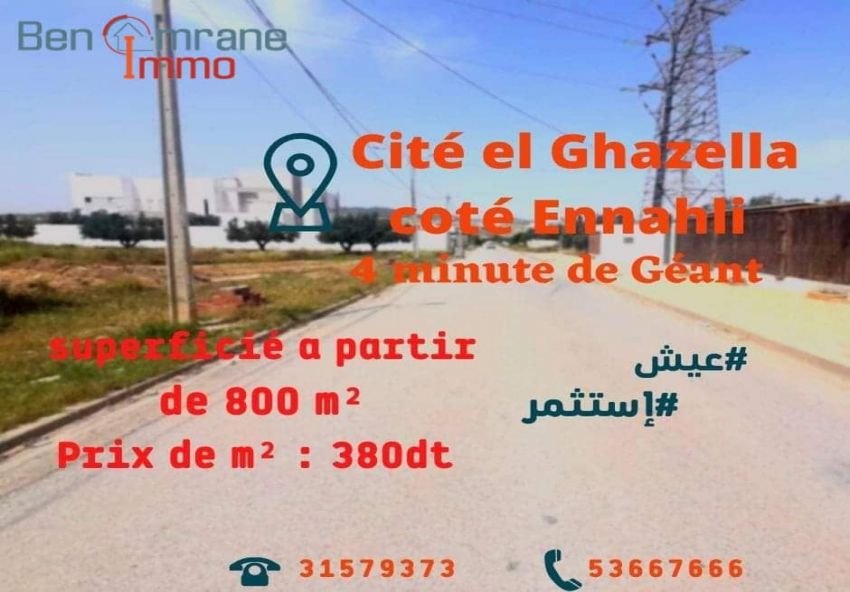 Ben Omrane
Immo
Cité el Ghazella
coté Ennahli
4 minute de Géant
superficié a partir
de 800 m²
Prix de m² : 380dt
#عيش
#إستثمر
31579373
53667666